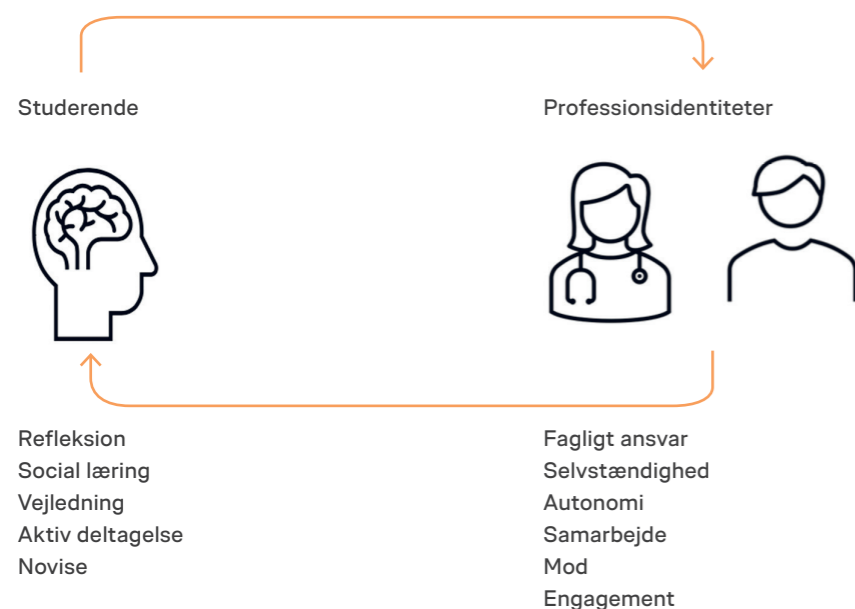 Studerende
Professionsidentiteter
Refleksion
Social læring
Vejledning
Aktiv deltagelse
Novise
Fagligt ansvar
Selvstændighed
Autonomi
Samarbejde
Mod
Engagement